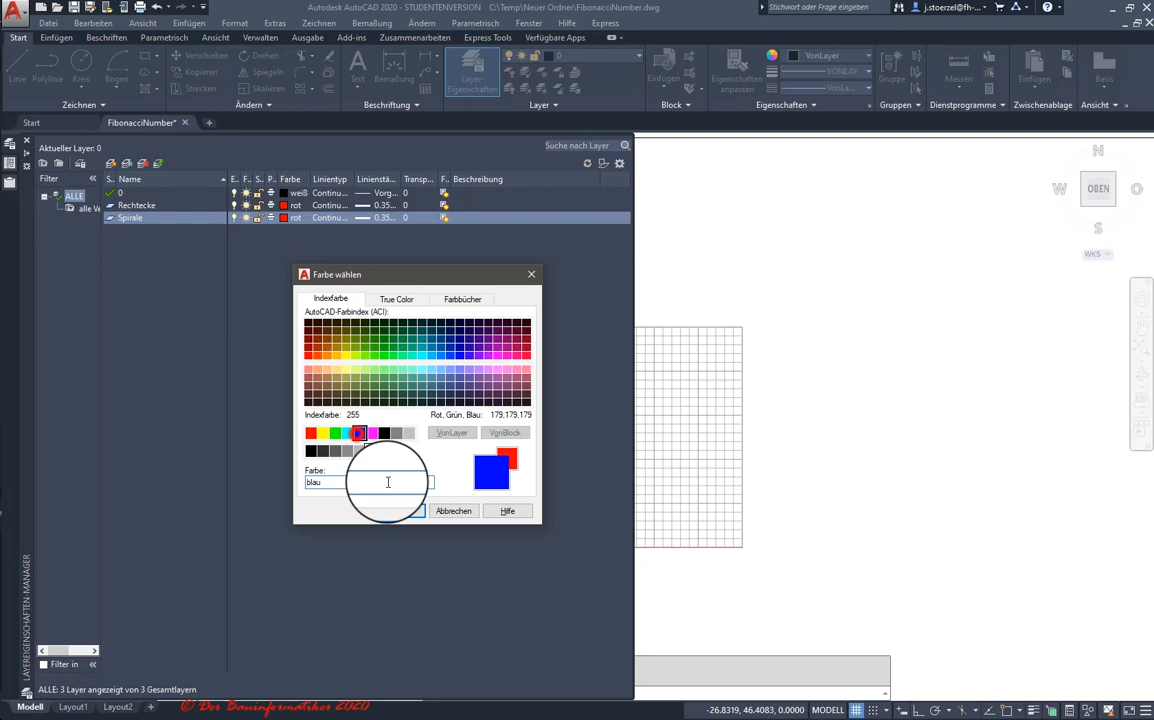 Autodesk AutoCAD 2020 - STUDENTENVERSION C:\Temp\Neuer Ordner\FibonacciNumber.dwg
Stichwort oder Frage eingeben
j.stoerzel@fh-...
Datei Bearbeiten Ansicht Einfügen Format Extras Zeichnen Bemaßung Ändern Parametrisch Fenster Hilfe Express
Start Einfügen Beschriften Parametrisch Ansicht Verwalten Ausgabe Add-ins Zusammenarbeiten Express Tools Verfügbare Apps
Linie Polylinie Kreis Bogen
Verschieben Drehen
Kopieren Spiegeln
Strecken Skalieren
Text Bemaßung
Layer-
Eigenschaften
0
Einfügen
Eigenschaften
anpassen
VonLayer
VONLAY
VonLa...
Gruppe
Messen
Einfügen
Basis
Zeichnen Ändern Beschriftung Layer Block Eigenschaften Gruppen Dienstprogramme Zwischenablage Ansicht
Start FibonacciNumber*
Aktueller Layer: 0
Suche nach Layer
Filter
ALLE
alle Ve
S.. Name E.. F.. S.. P.. Farbe Linientyp Linienstä... Transp... F.. Beschreibung
0 weiß Continu... Vorg... 0
Rechtecke rot Continu... 0.35... 0
Spirale rot Continu... 0.35... 0
Farbe wählen
Indexfarbe True Color Farbbücher
AutoCAD-Farbindex (ACI):
Indexfarbe: 255 Rot, Grün, Blau: 179,179,179
VonLayer VonBlock
Farbe:
blau
Abbrechen Hilfe
N
W OBEN O
S
WKS
LAYEREIGENSCHAFTEN-MANAGER
Filter in
ALLE: 3 Layer angezeigt von 3 Gesamtlayern
Modell Layout1 Layout2
© Der Bauinformatiker 2020
-26.8319, 46.4083, 0.0000 MODELL